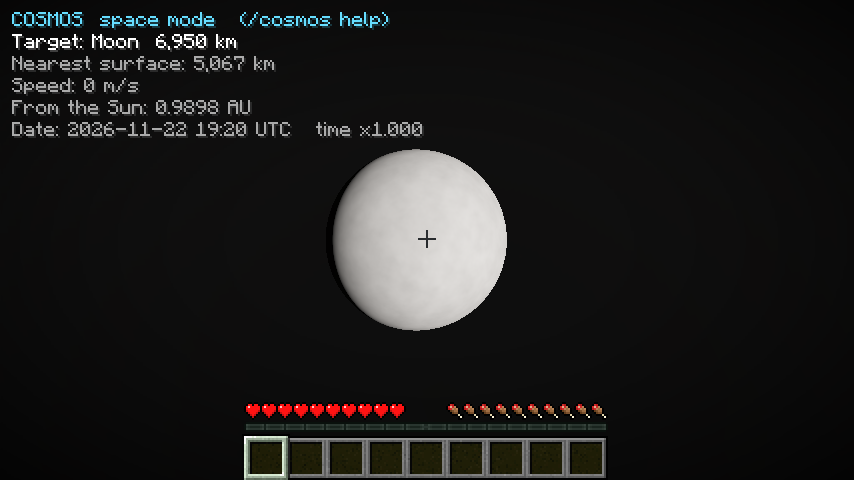 COSMOS space mode (/cosmos help)
Target: Moon 6,950 km
Nearest surface: 5,067 km
Speed: 0 m/s
From the Sun: 0.9898 AU
Date: 2026-11-22 19:20 UTC time x1.000